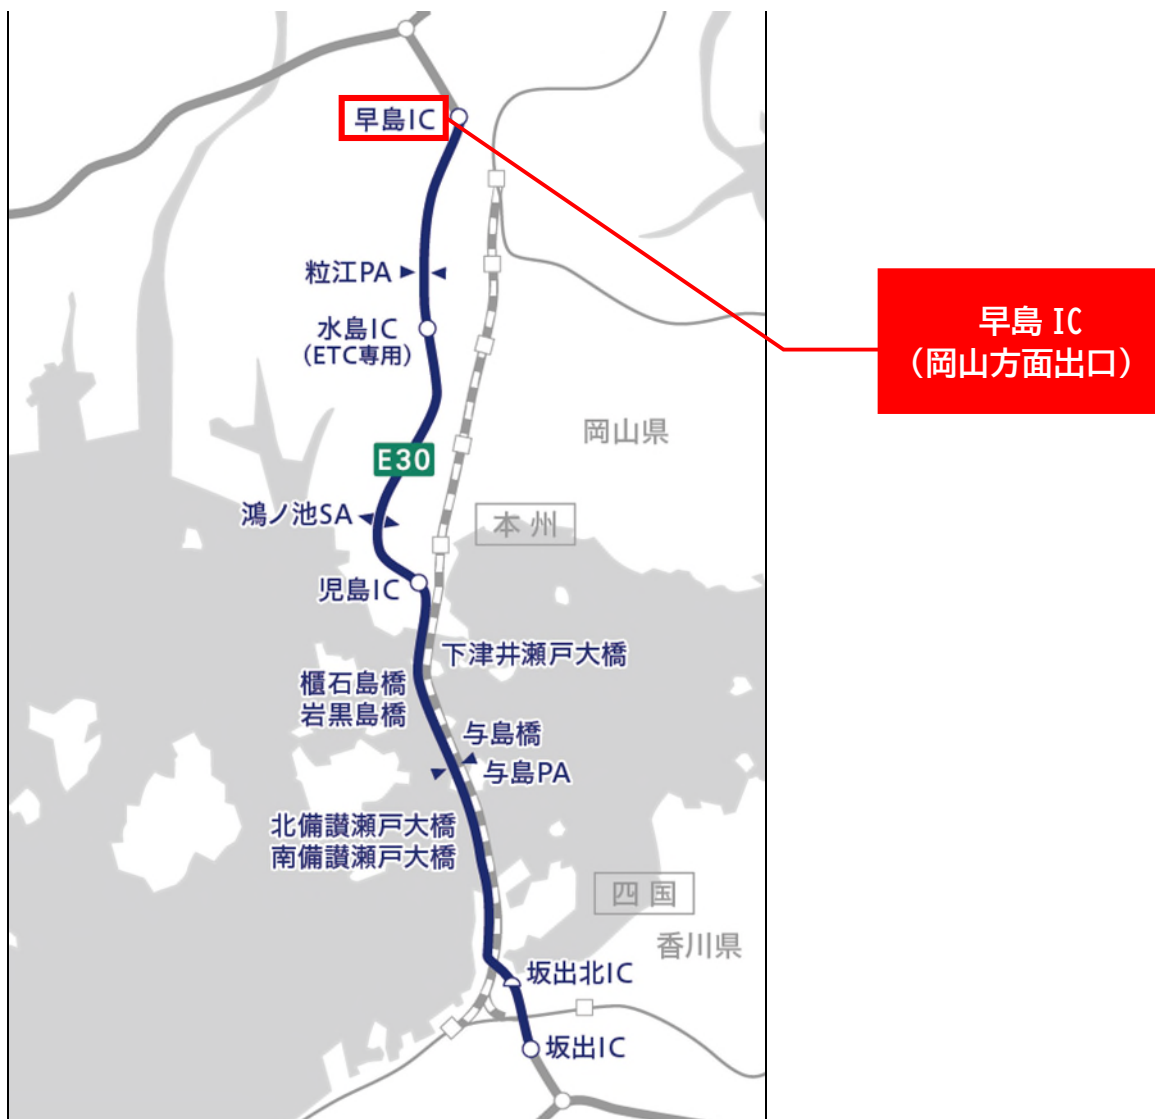 早島IC
粒江PA
水島IC
(ETC専用)
早島 IC
(岡山方面出口)
岡山県
E30
鴻ノ池SA
本州
児島IC
下津井瀬戸大橋
櫃石島橋
岩黒島橋
与島橋
与島PA
北備讃瀬戸大橋
南備讃瀬戸大橋
四国
香川県
坂出北IC
坂出IC